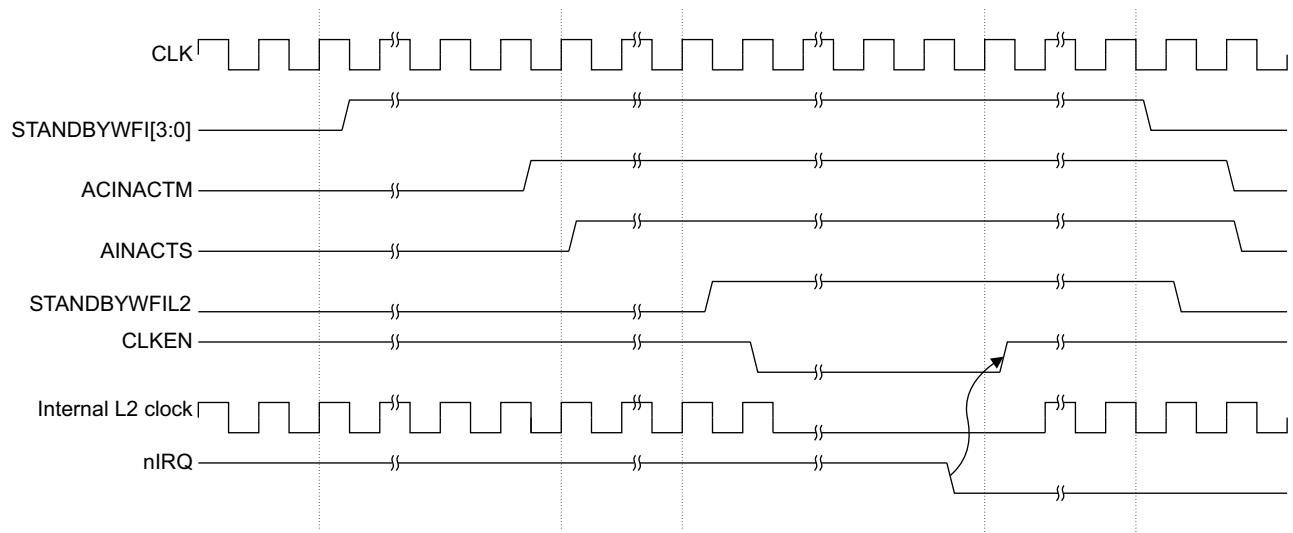 CLK
STANDBYWFI[3:0]
ACINACTM
AINACTS
STANDBYWFIL2
CLKEN
Internal L2 clock
nIRQ